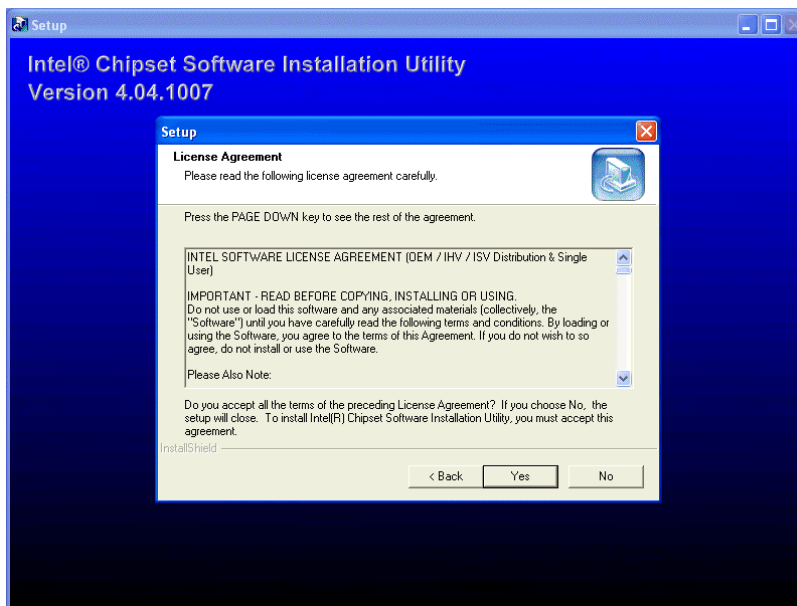 Setup
Intel® Chipset Software Installation Utility
Version 4.04.1007
Setup
License Agreement
Please read the following license agreement carefully.
Press the PAGE DOWN key to see the rest of the agreement.
INTEL SOFTWARE LICENSE AGREEMENT (OEM / IHV / ISV Distribution & Single
User)
IMPORTANT - READ BEFORE COPYING, INSTALLING OR USING.
Do not use or load this software and any associated materials (collectively, the
"Software") until you have carefully read the following terms and conditions. By loading or
using the Software, you agree to the terms of this Agreement. If you do not wish to so
agree, do not install or use the Software.
Please Also Note:
Do you accept all the terms of the preceding License Agreement? If you choose No, the
setup will close. To install Intel(R) Chipset Software Installation Utility, you must accept this
agreement.
InstallShield
< Back Yes No